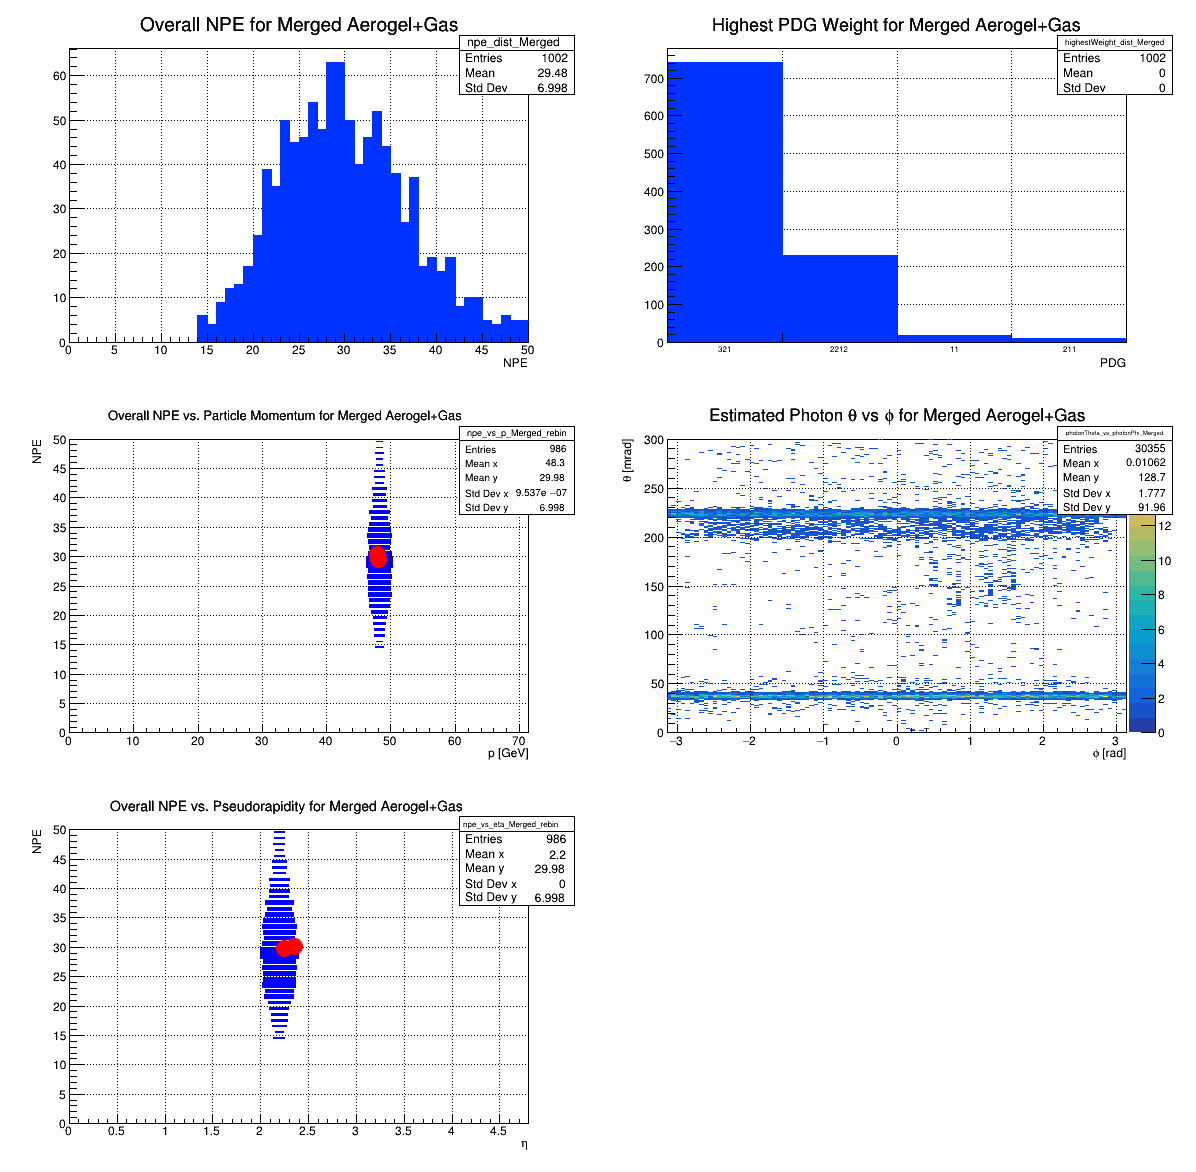 Overall NPE for Merged Aerogel+Gas
npe_dist_Merged
Entries 1002
Mean 29.48
Std Dev 6.998
60
50
40
30
20
10
0
0 5 10 15 20 25 30 35 40 45 50
NPE
Highest PDG Weight for Merged Aerogel+Gas
highestWeight_dist_Merged
Entries 1002
Mean 0
Std Dev 0
700
600
500
400
300
200
100
0
321 2212 11 211
PDG
Overall NPE vs. Particle Momentum for Merged Aerogel+Gas
npe_vs_p_Merged_rebin
Entries 986
Mean x 48.3
Mean y 29.98
Std Dev x 9.537e −07
Std Dev y 6.998
NPE
50
45
40
35
30
25
20
15
10
5
0
0 10 20 30 40 50 60 70
p [GeV]
Estimated Photon θ vs ϕ for Merged Aerogel+Gas
photonTheta_vs_photonPhi_Merged
Entries 30355
Mean x 0.01062
Mean y 128.7
Std Dev x 1.777
Std Dev y 91.96
θ [mrad]
300
250
200
150
100
50
0
−3 −2 −1 0 1 2 3
ϕ [rad]
12
10
8
6
4
2
0
Overall NPE vs. Pseudorapidity for Merged Aerogel+Gas
npe_vs_eta_Merged_rebin
Entries 986
Mean x 2.2
Mean y 29.98
Std Dev x 0
Std Dev y 6.998
NPE
50
45
40
35
30
25
20
15
10
5
0
0 0.5 1 1.5 2 2.5 3 3.5 4 4.5
η